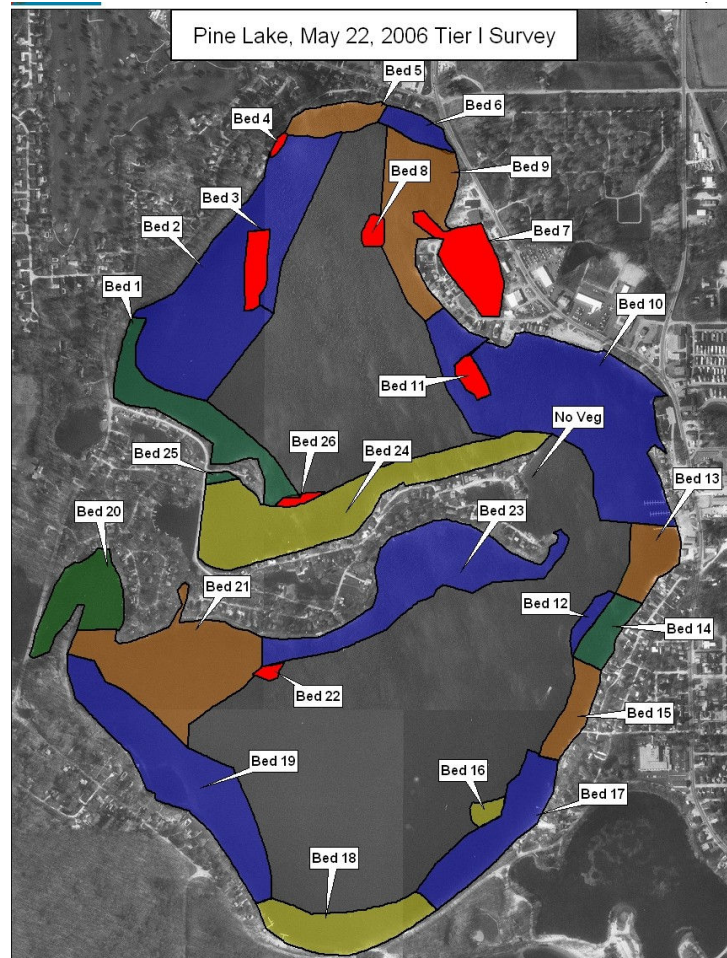 Pine Lake, May 22, 2006 Tier I Survey
Bed 5
Bed 6
Bed 4
Bed 9
Bed 8
Bed 3
Bed 2
Bed 7
Bed 1
Bed 10
Bed 11
No Veg
Bed 26
Bed 24
Bed 25
Bed 13
Bed 20
Bed 23
Bed 21
Bed 12
Bed 14
Bed 22
Bed 15
Bed 19
Bed 16
Bed 17
Bed 18